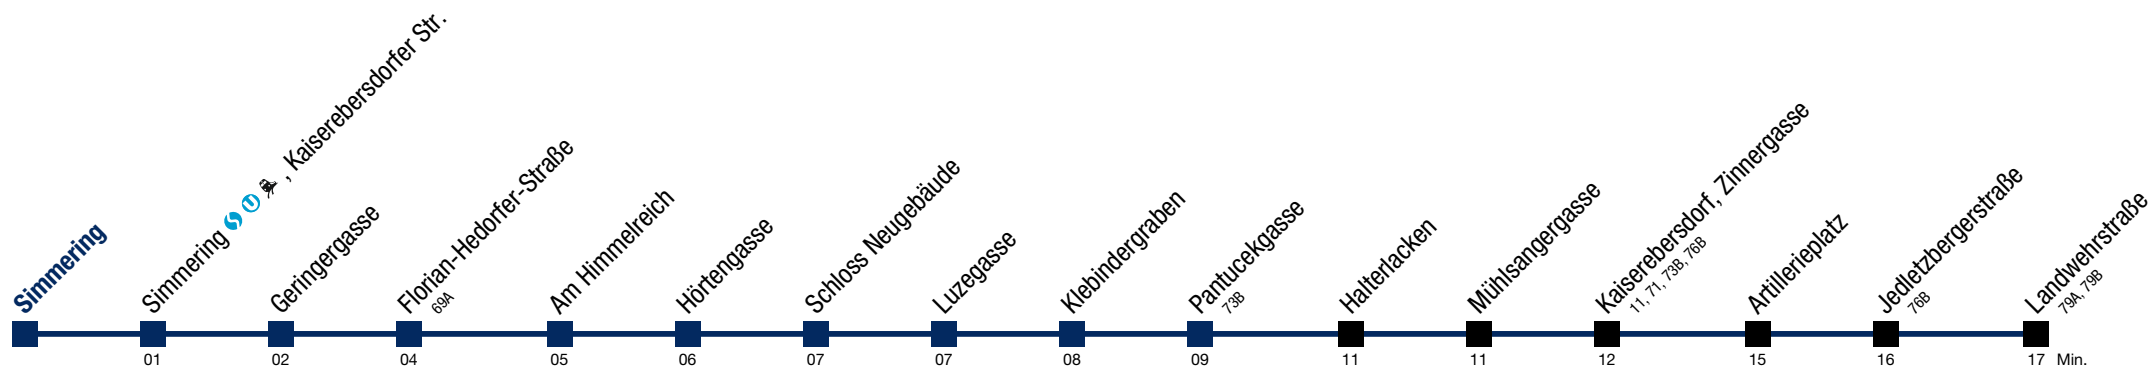 Simmering
Simmering S U , Kaiserebersdorfer Str.
01
Geringergasse
02
Florian-Hedorfer-Straße
69A
04
Am Himmelreich
05
Hörtengasse
06
Schloss Neugebäude
07
Luzegasse
07
Klebindergraben
08
Pantucekgasse
73B
09
Halterlacken
11
Mühlsangergasse
11
Kaiserebersdorf, Zinnergasse
11, 71, 73B, 76B
12
Artillerieplatz
15
Jedletzbergerstraße
76B
16
Landwehrstraße
79A, 79B
17 Min.